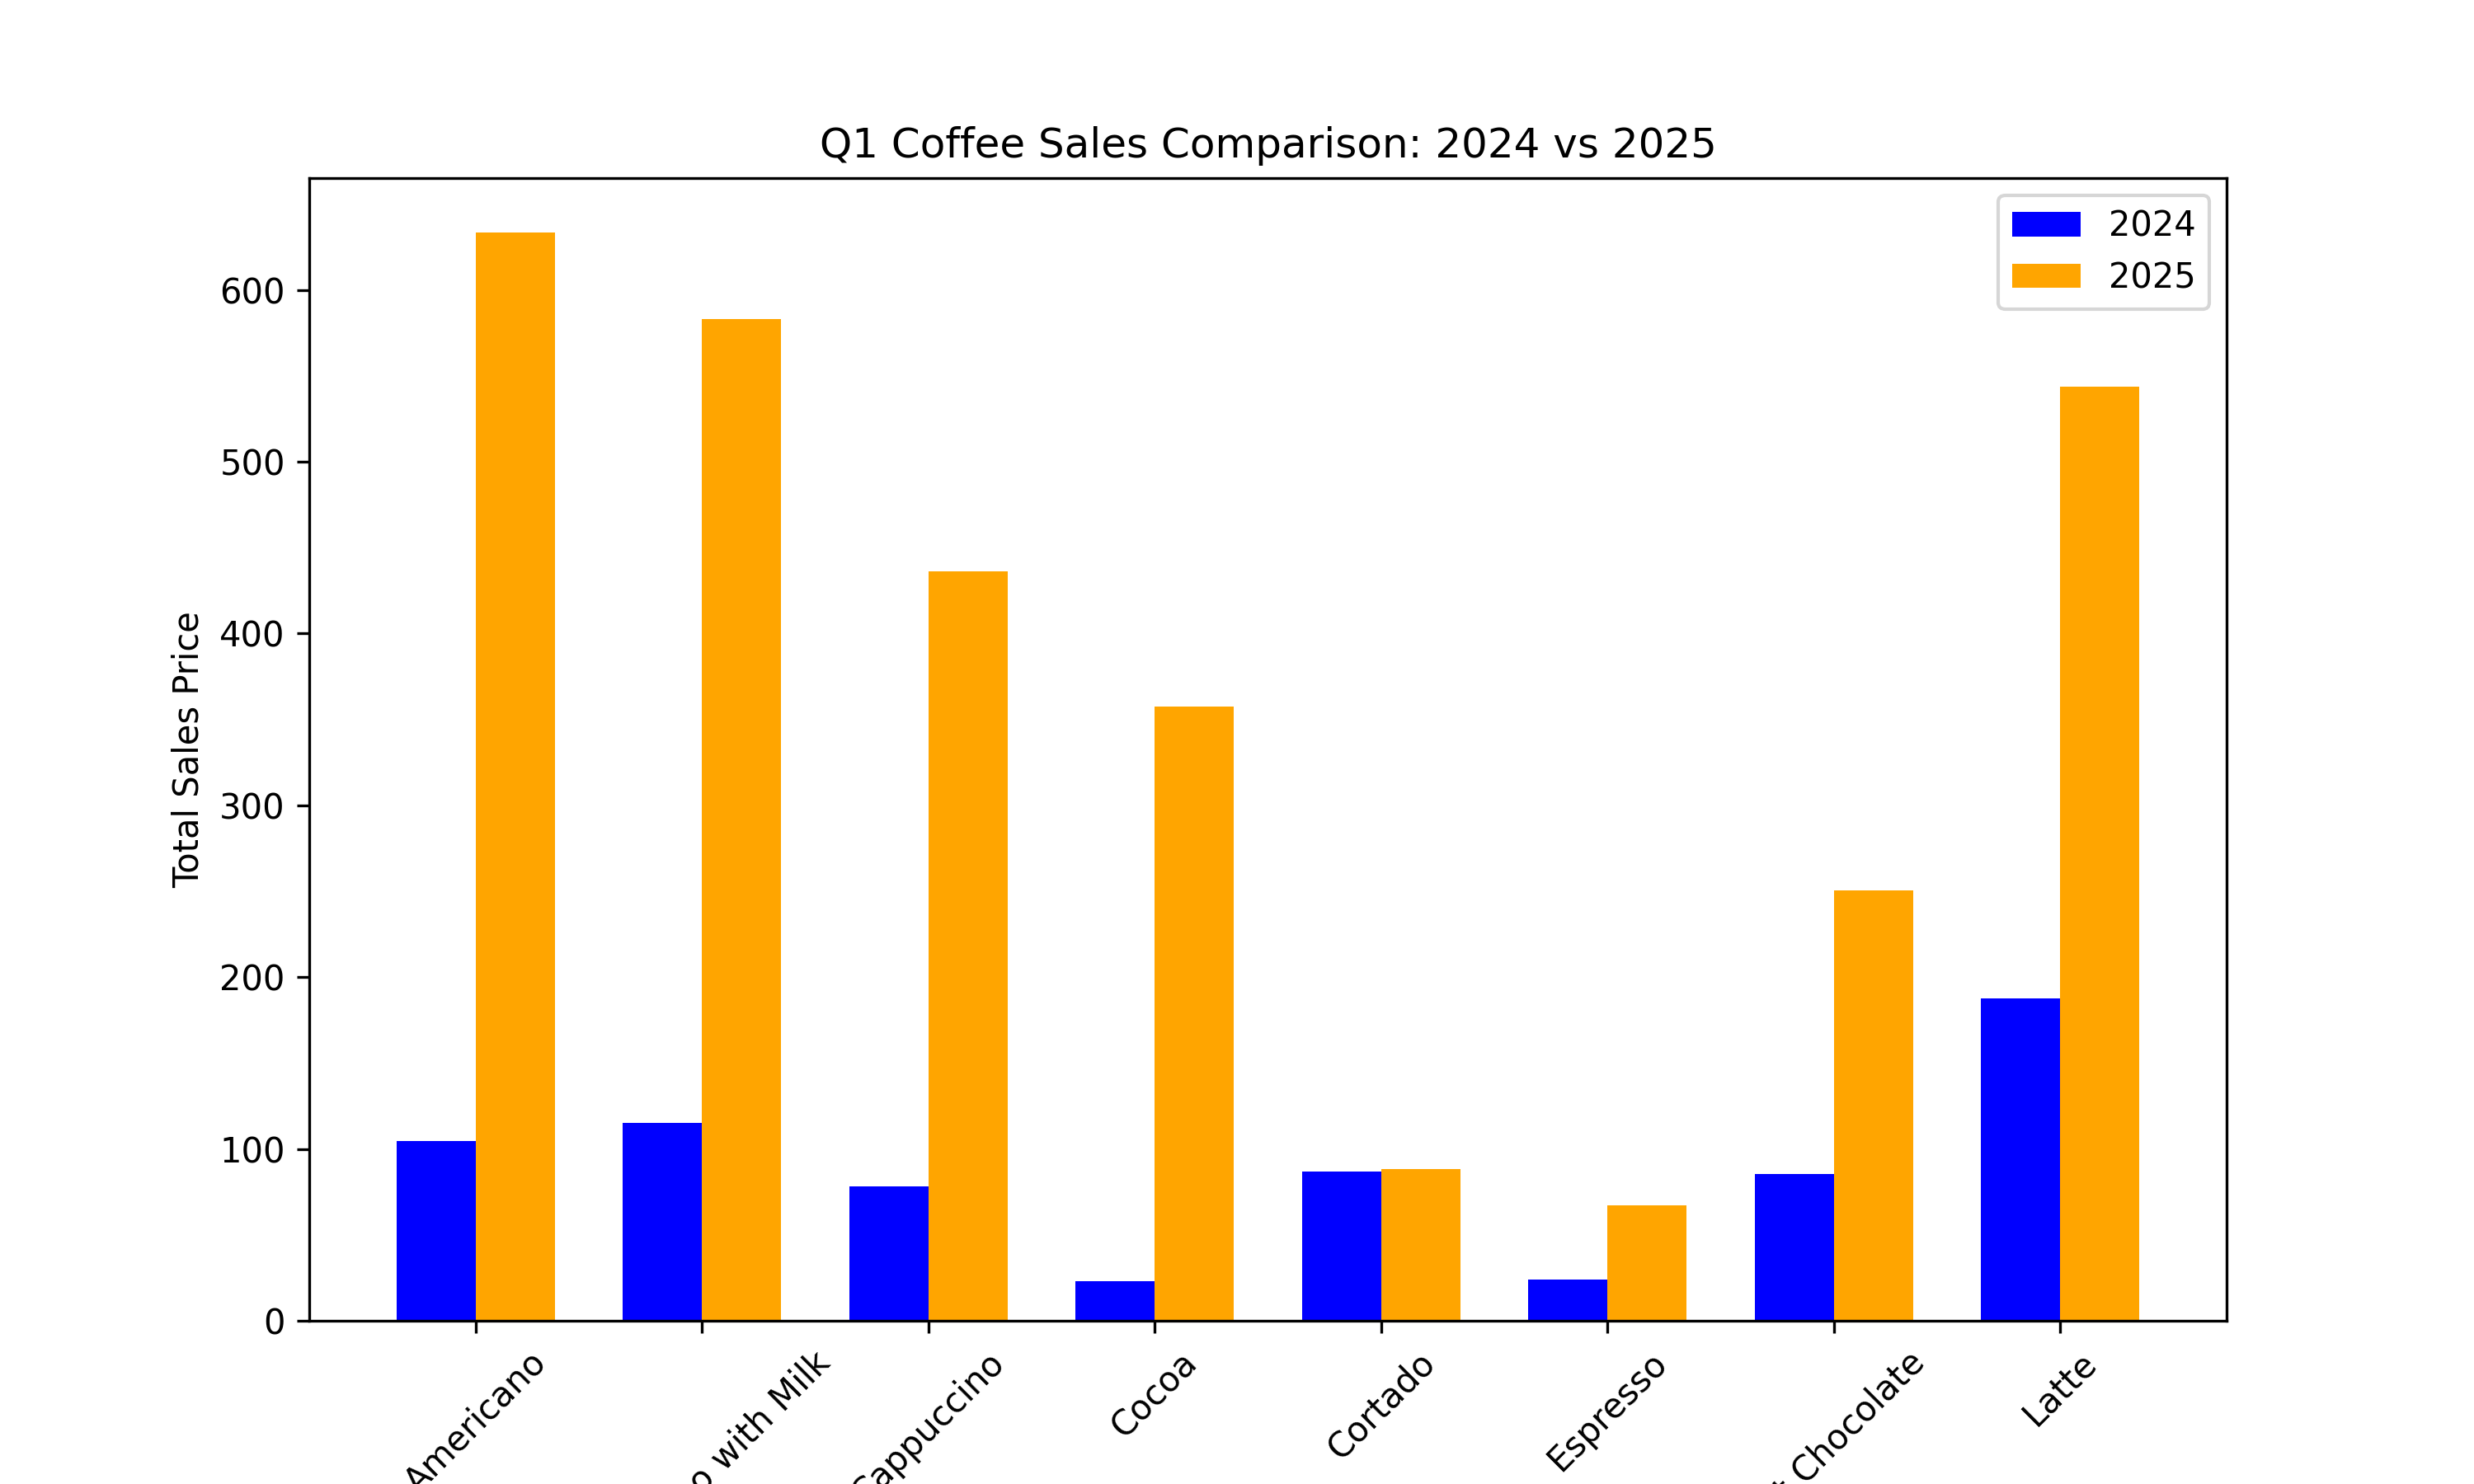 Q1 Coffee Sales Comparison: 2024 vs 2025
2024
2025
Total Sales Price
600
500
400
300
200
100
0
Americano
with Milk
Cappuccino
Cocoa
Cortado
Espresso
Chocolate
Latte